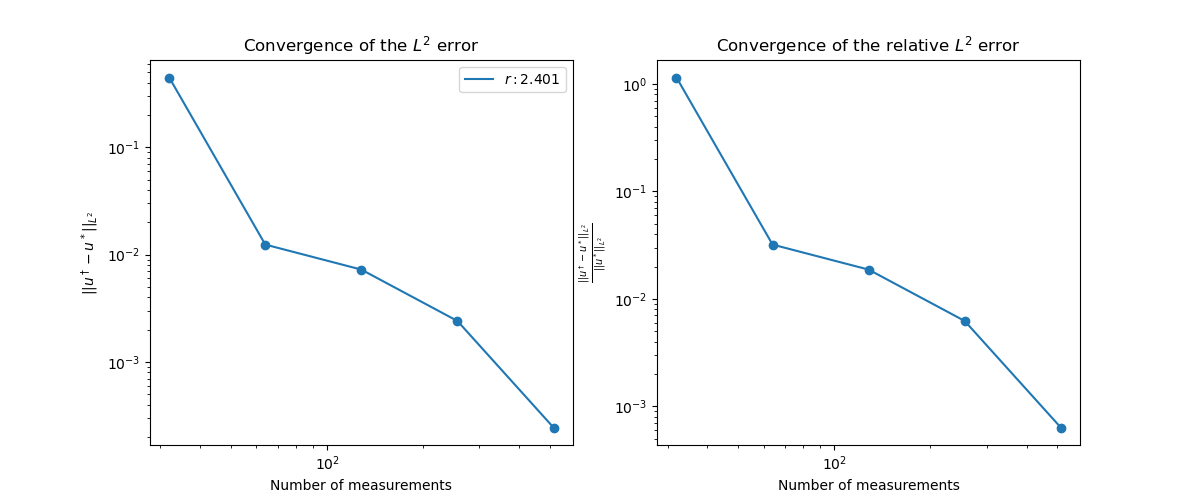 Convergence of the $L^2$ error
$r : 2.401$
$10^{-1}$
$10^{-2}$
$10^{-3}$
$||u^\dagger - u^*||_{L^2}$
$10^2$
Number of measurements
Convergence of the relative $L^2$ error
$10^0$
$10^{-1}$
$10^{-2}$
$10^{-3}$
$\frac{||u^\dagger - u^*||_{L^2}}{||u^*||_{L^2}}$
$10^2$
Number of measurements